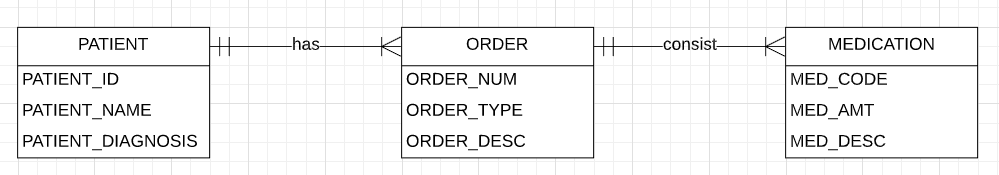 PATIENT
PATIENT_ID
PATIENT_NAME
PATIENT_DIAGNOSIS
has
ORDER
ORDER_NUM
ORDER_TYPE
ORDER_DESC
consist
MEDICATION
MED_CODE
MED_AMT
MED_DESC